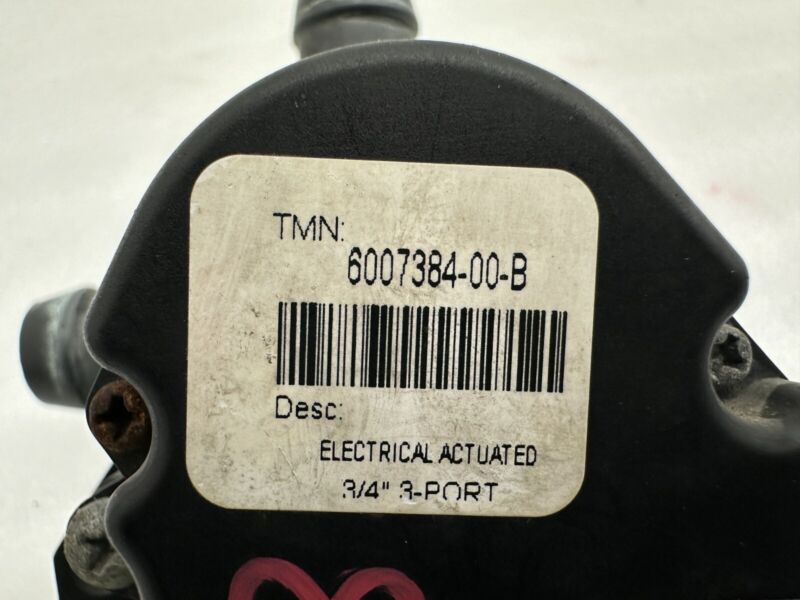 TMN:
6007384-00-B
Desc:
ELECTRICAL ACTUATED
3/4" 3-PORT